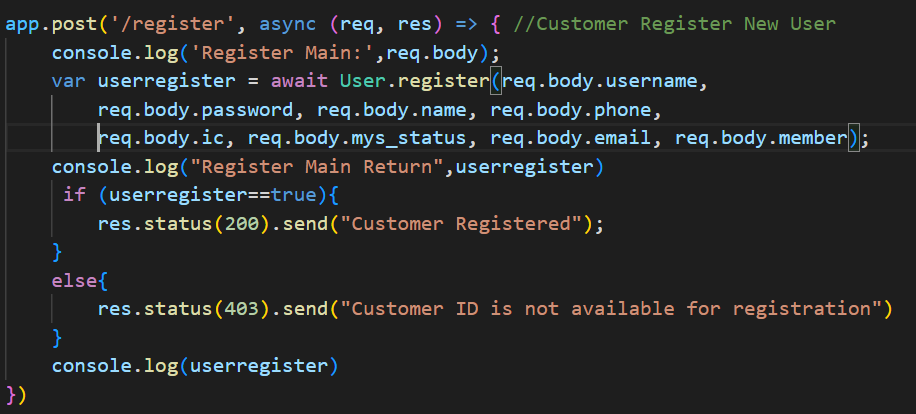 app.post('/register', async (req, res) => { //Customer Register New User
console.log('Register Main:',req.body);
var userregister = await User.register(req.body.username,
req.body.password, req.body.name, req.body.phone,
req.body.ic, req.body.mys_status, req.body.email, req.body.member);
console.log("Register Main Return",userregister)
if (userregister==true){
res.status(200).send("Customer Registered");
}
else{
res.status(403).send("Customer ID is not available for registration")
}
console.log(userregister)
})